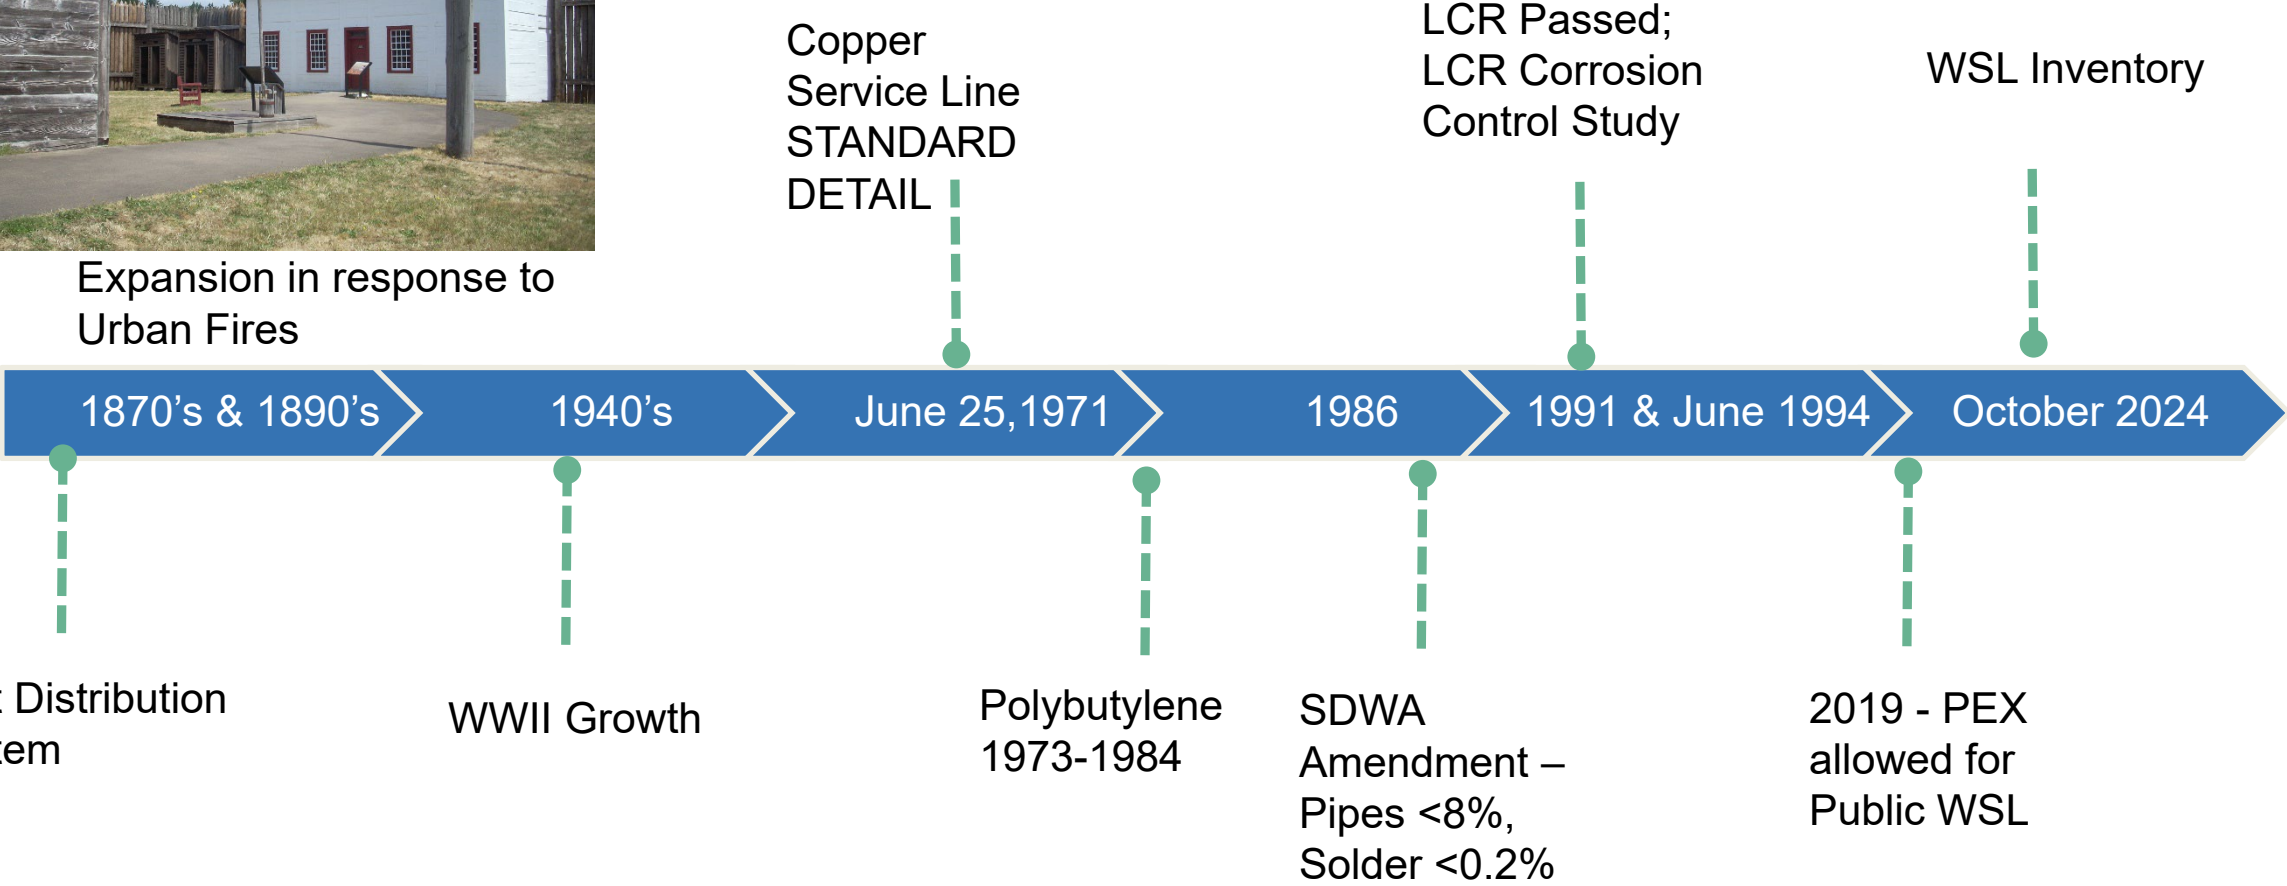 Copper
Service Line
STANDARD
DETAIL
LCR Passed;
LCR Corrosion
Control Study
WSL Inventory
Expansion in response to
Urban Fires
1870’s & 1890’s
1940’s
June 25,1971
1986
1991 & June 1994
October 2024
Distribution
WWII Growth
Polybutylene
1973-1984
SDWA
Amendment –
Pipes <8%,
Solder <0.2%
2019 - PEX
allowed for
Public WSL